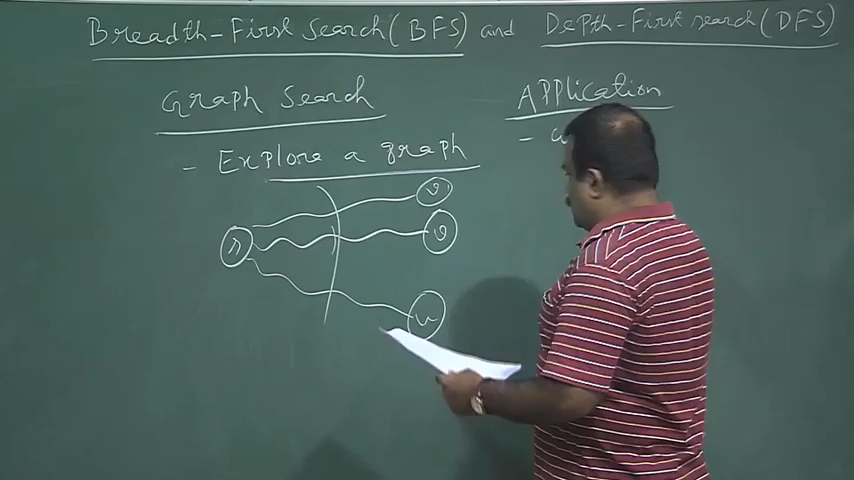 Breadth-First Search (BFS) and Depth-First Search (DFS)
Graph Search
- Explore a graph
Application
-
s
v
v
u